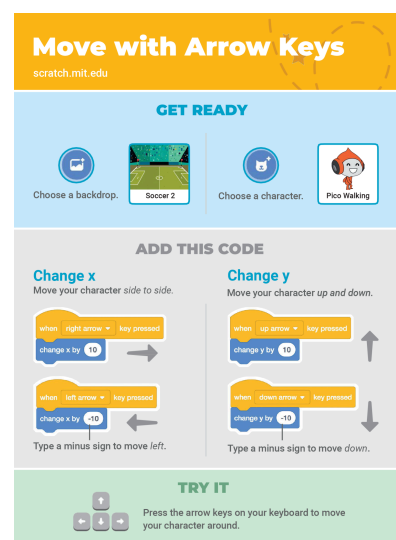 Move with Arrow Keys
scratch.mit.edu
GET READY
Choose a backdrop.
Soccer 2
Choose a character.
Pico Walking
ADD THIS CODE
Change x
Move your character side to side.
when right arrow key pressed
change x by 10
when left arrow key pressed
change x by -10
Type a minus sign to move left.
Change y
Move your character up and down.
when up arrow key pressed
change y by 10
when down arrow key pressed
change y by -10
Type a minus sign to move down.
TRY IT
Press the arrow keys on your keyboard to move
your character around.